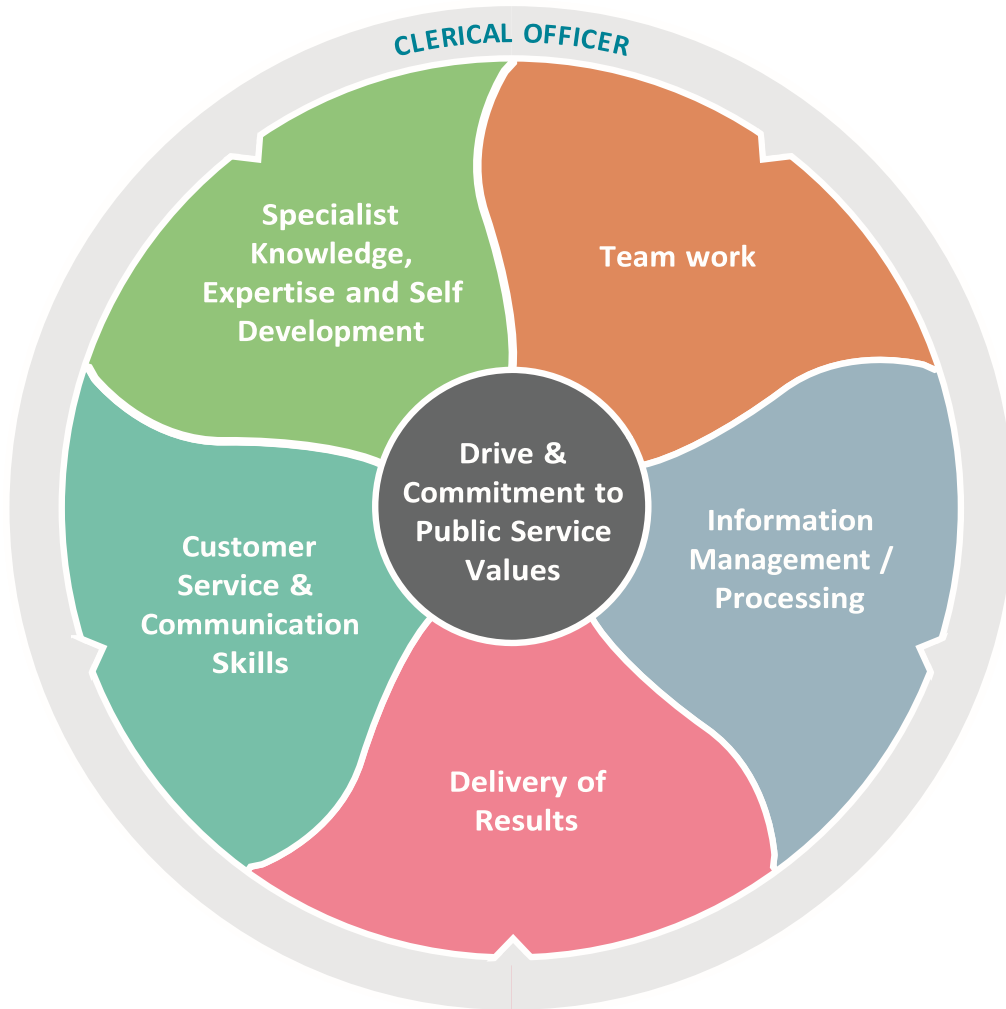 CLERICAL OFFICER
Specialist
Knowledge,
Expertise and Self
Development
Team work
Drive &
Commitment to
Public Service
Values
Information
Management /
Processing
Customer
Service &
Communication
Skills
Delivery of
Results